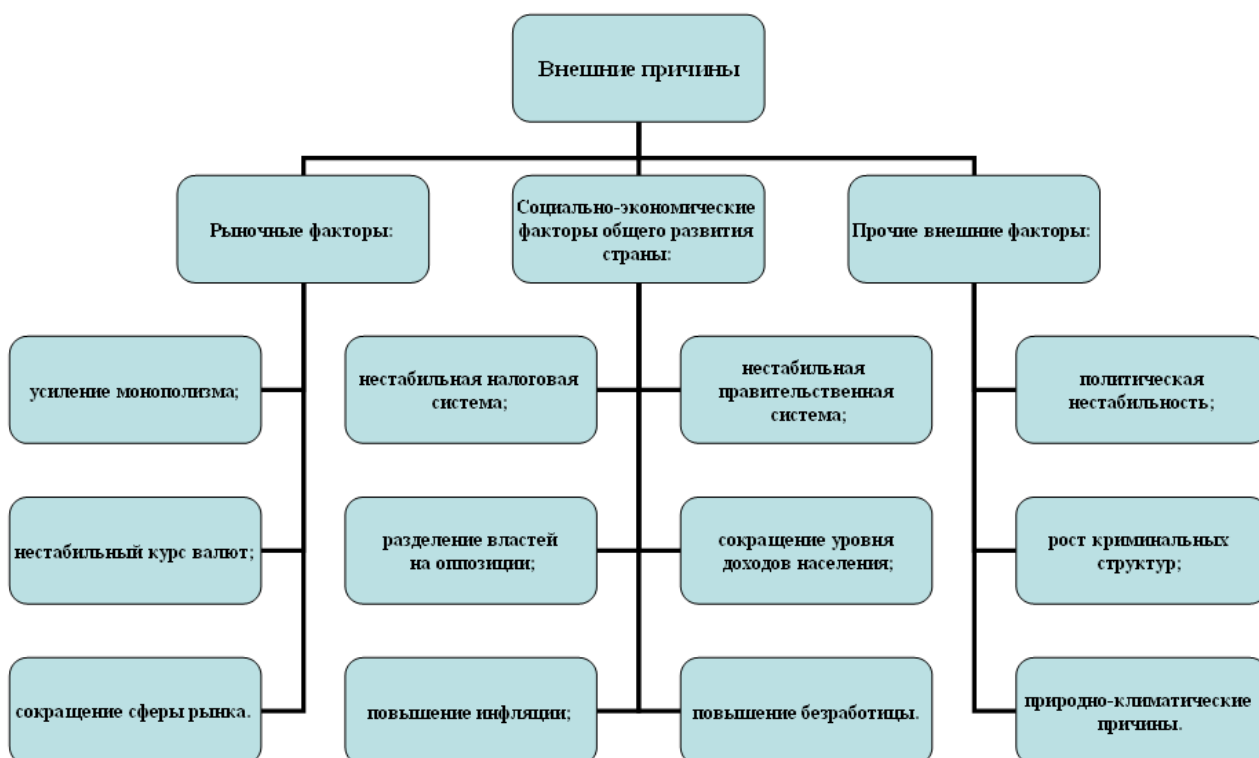 Внешние причины
Рыночные факторы:
Социально-экономические
факторы общего развития
страны:
Прочие внешние факторы:
усиление монополизма;
нестабильная налоговая
система;
нестабильная
правительственная
система;
политическая
нестабильность;
нестабильный курс валют;
разделение властей
на оппозиции;
сокращение уровня
доходов населения;
рост криминальных
структур;
сокращение сферы рынка.
повышение инфляции;
повышение безработицы.
природно-климатические
причины.